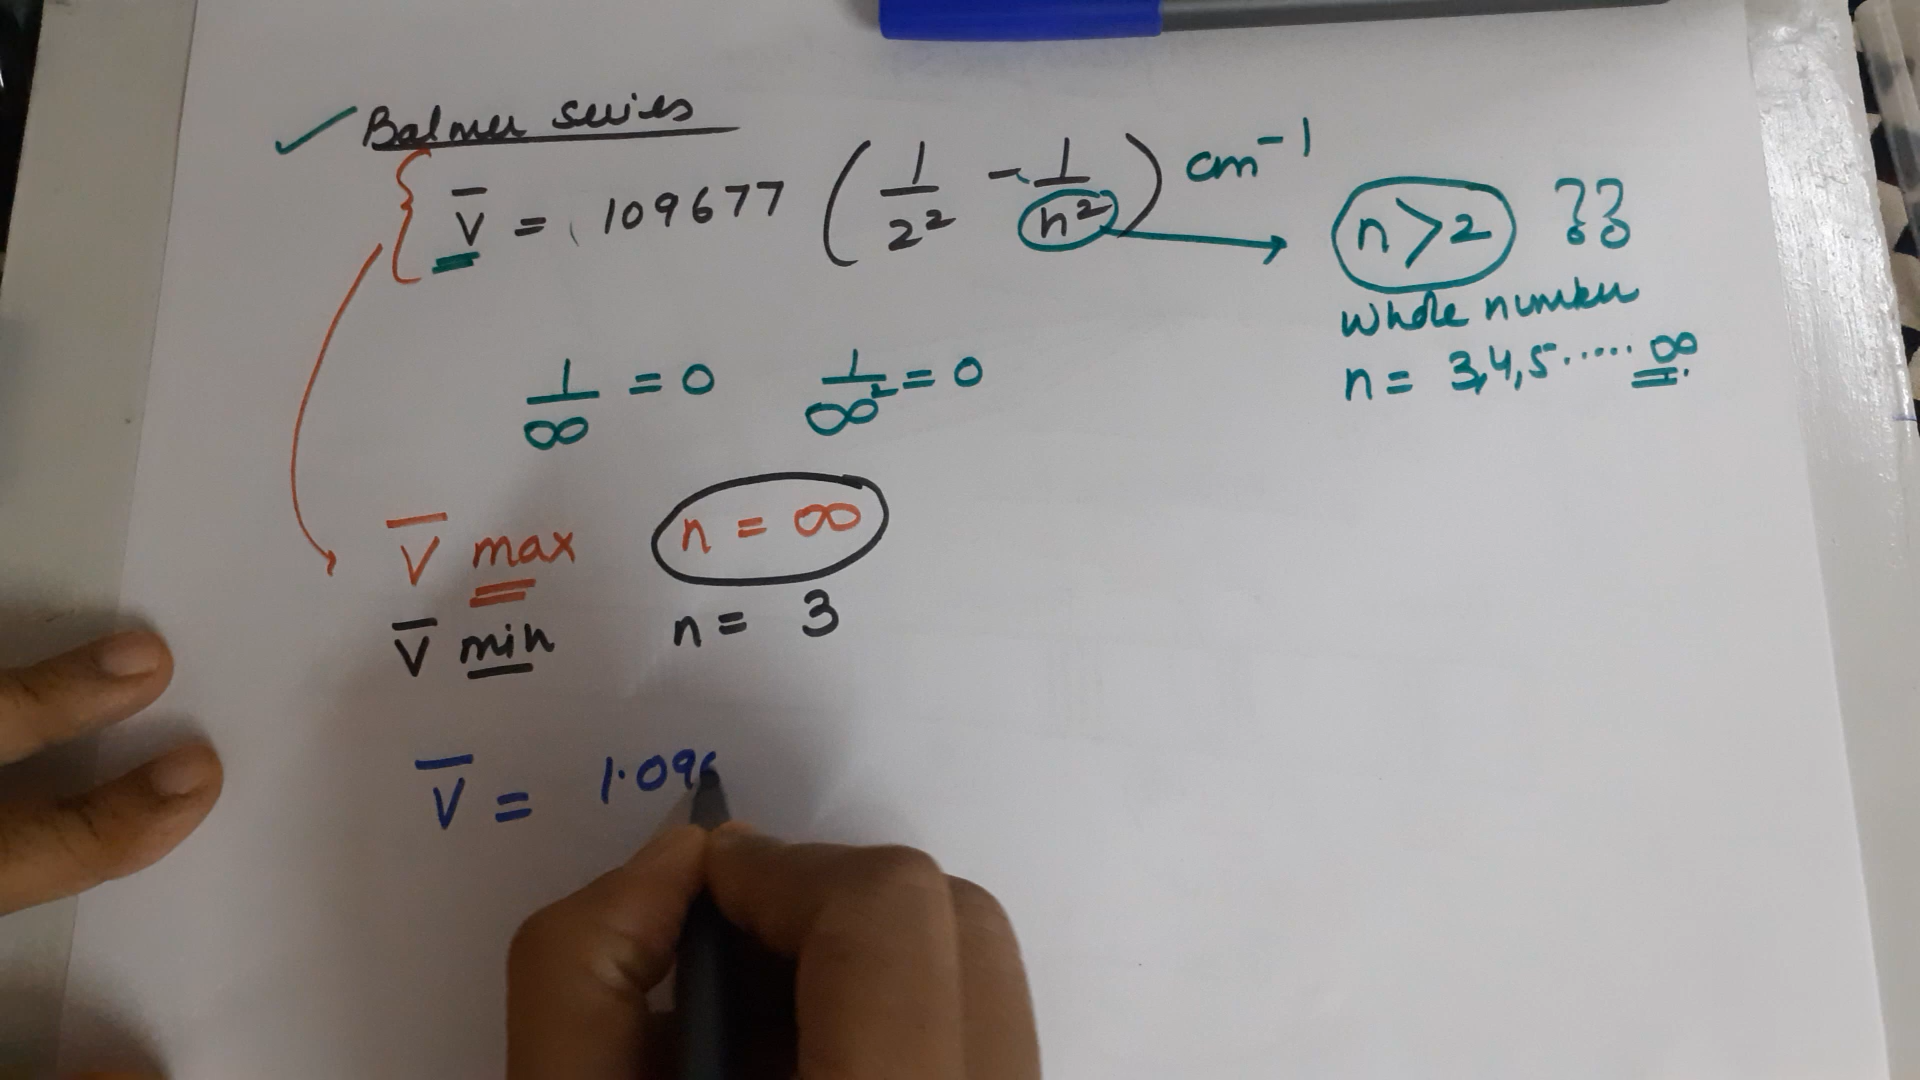 ✓ Balmer series
V̅ = 109677 (1/2² - 1/n²) cm⁻¹ → n>2 ??
whole number
n = 3,4,5..... ∞
1/∞ = 0 1/∞² = 0
V̅ max n = ∞
V̅ min n = 3
V̅ = 1.096